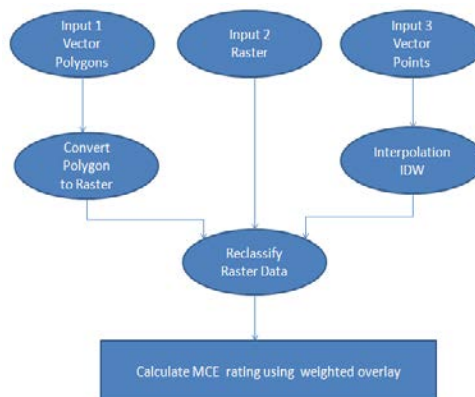 Input 1
Vector
Polygons
Input 2
Raster
Input 3
Vector
Points
Convert
Polygon
to Raster
Interpolation
IDW
Reclassify
Raster Data
Calculate MCE rating using weighted overlay